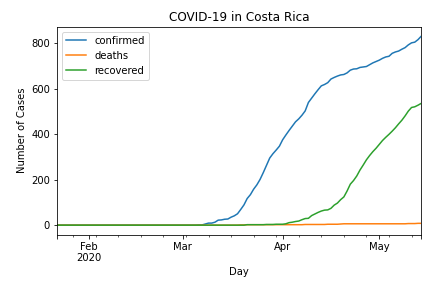 COVID-19 in Costa Rica
confirmed
deaths
recovered
Number of Cases
800
600
400
200
0
Feb
2020
Mar
Apr
May
Day